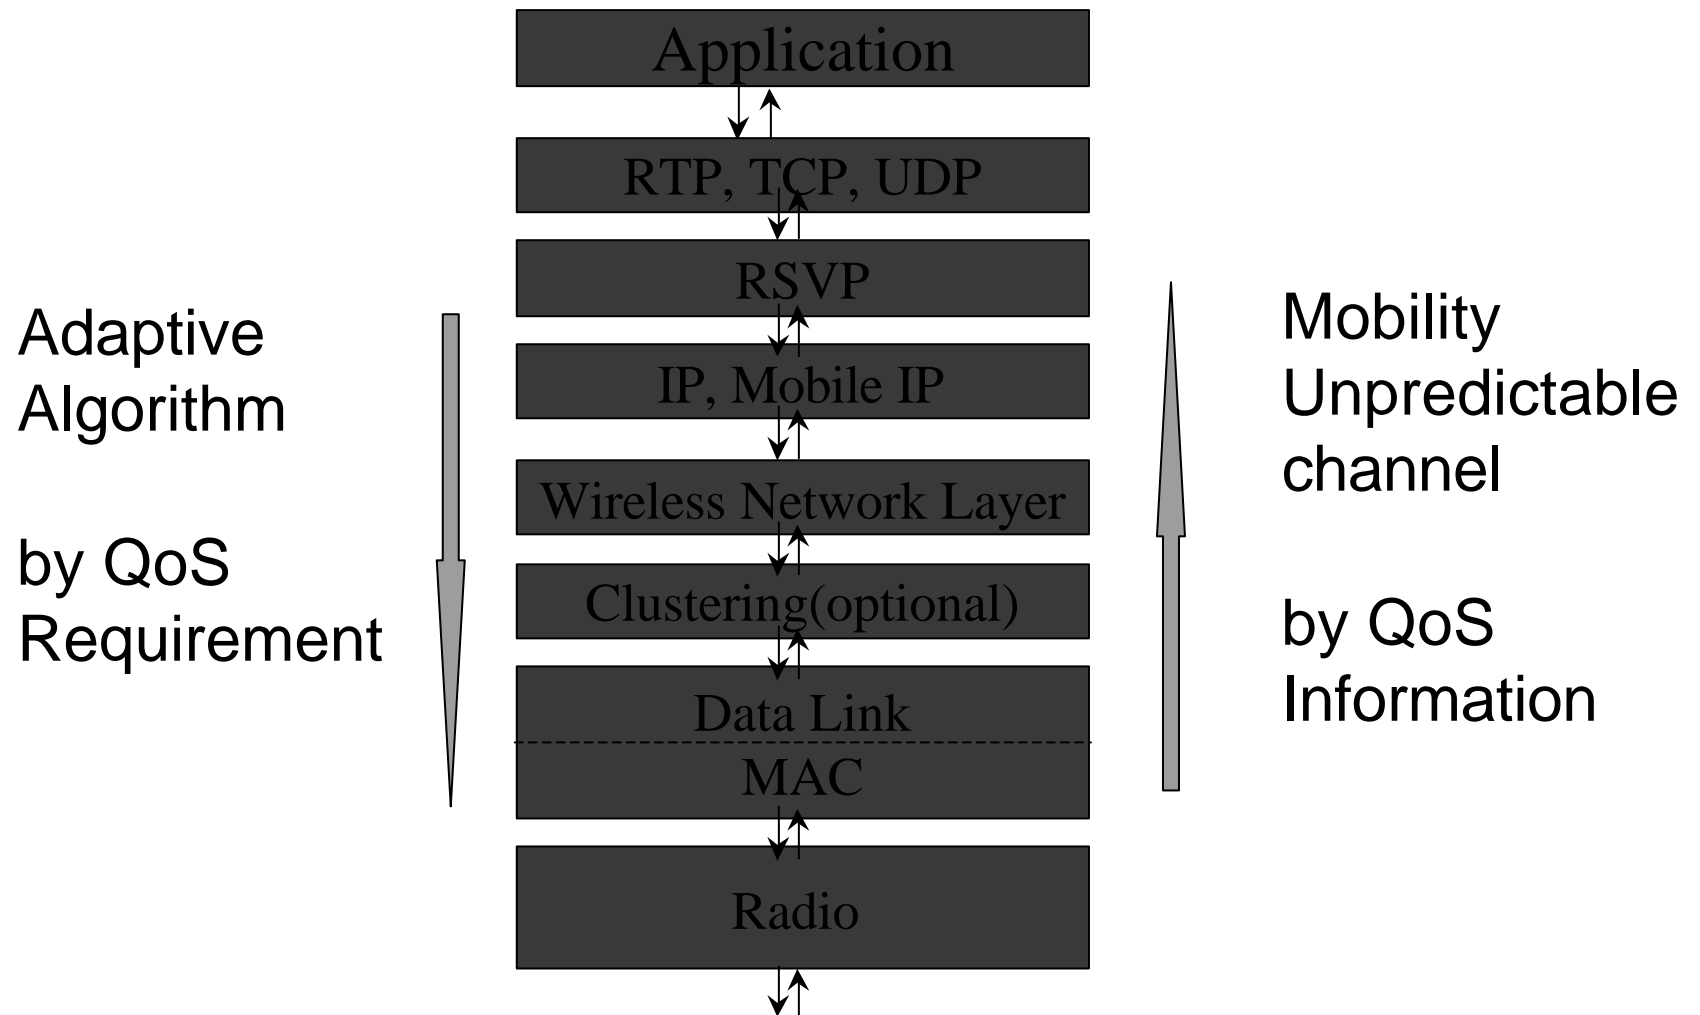 Application
RTP, TCP, UDP
RSVP
IP, Mobile IP
Wireless Network Layer
Clustering(optional)
Data Link
MAC
Radio
Adaptive
Algorithm
by QoS
Requirement
Mobility
Unpredictable
channel
by QoS
Information